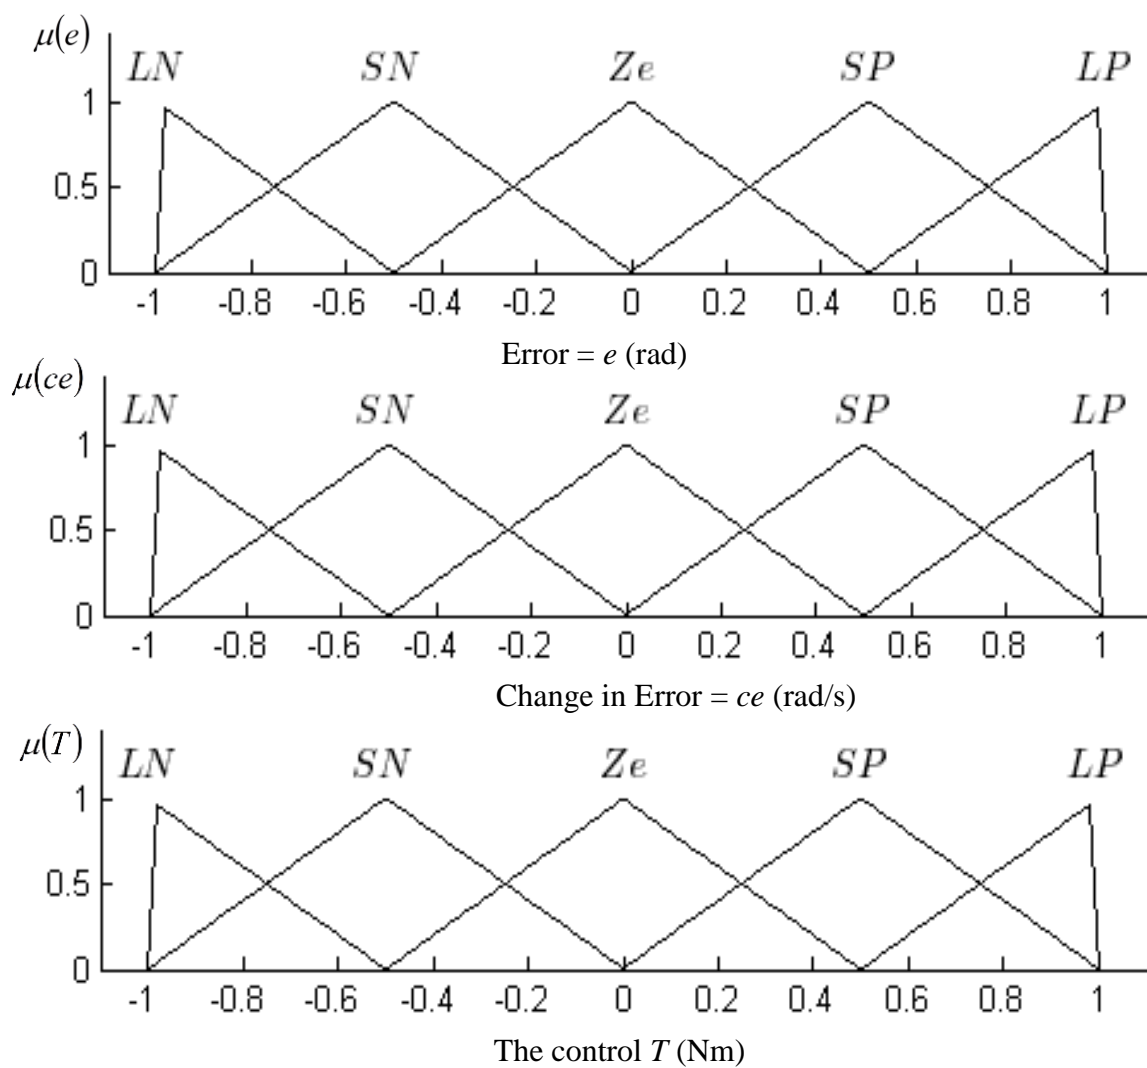 μ(e)
LN SN Ze SP LP
1
0.5
0
-1 -0.8 -0.6 -0.4 -0.2 0 0.2 0.4 0.6 0.8 1
Error = e (rad)
μ(ce)
LN SN Ze SP LP
1
0.5
0
-1 -0.8 -0.6 -0.4 -0.2 0 0.2 0.4 0.6 0.8 1
Change in Error = ce (rad/s)
μ(T)
LN SN Ze SP LP
1
0.5
0
-1 -0.8 -0.6 -0.4 -0.2 0 0.2 0.4 0.6 0.8 1
The control T (Nm)